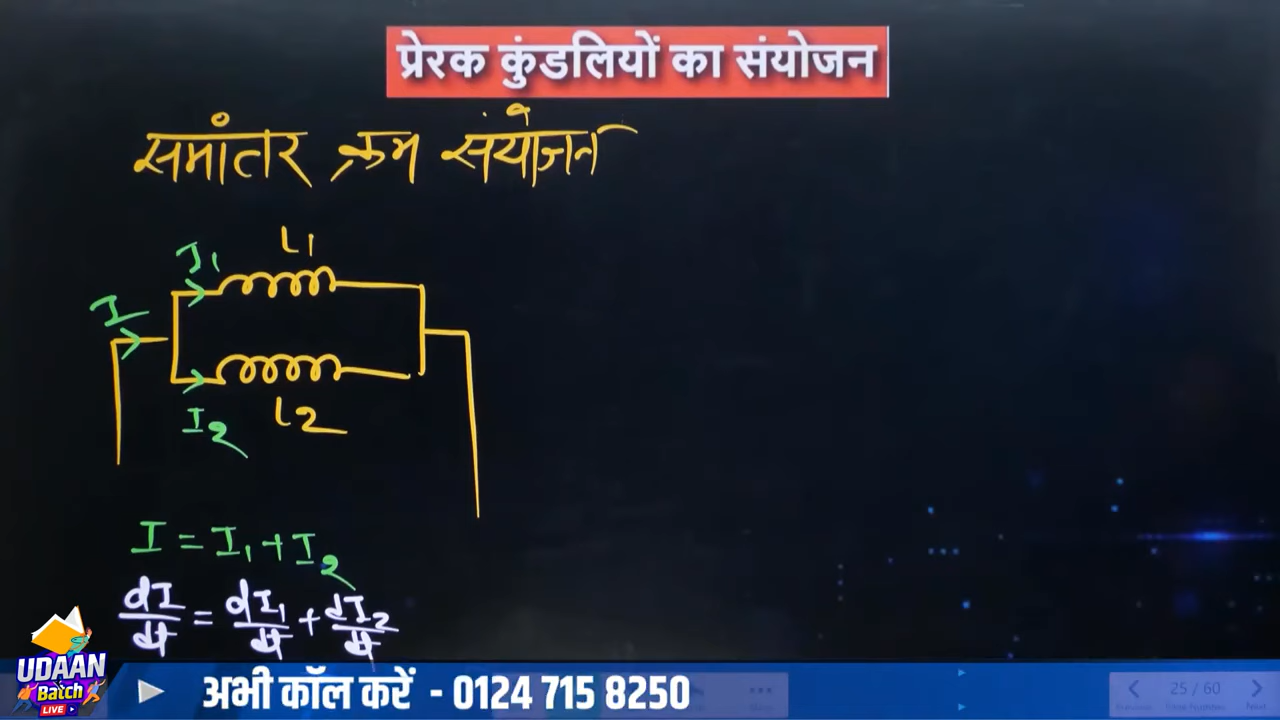 प्रेरक कुंडलियों का संयोजन
समांतर क्रम संयोजन
L1
I1
I
I2
L2
I = I1 + I2
dI/dt = dI1/dt + dI2/dt
UDAAN
Batch
LIVE
अभी कॉल करें - 0124 715 8250
25 / 60
Next